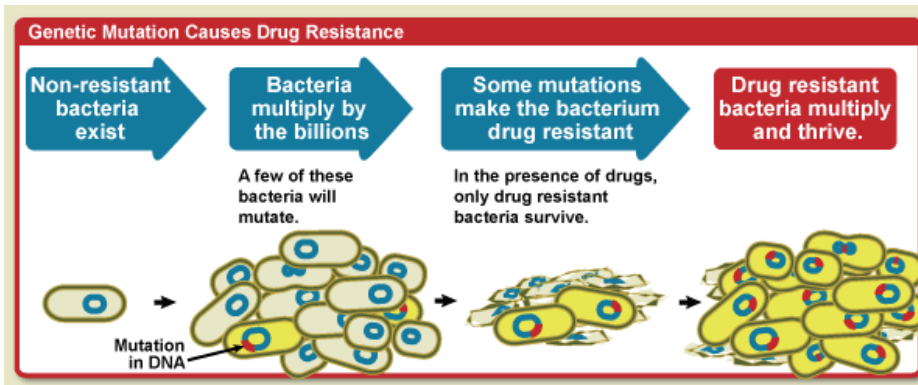 Genetic Mutation Causes Drug Resistance
Non-resistant
bacteria
exist
Bacteria
multiply by
the billions
Some mutations
make the bacterium
drug resistant
Drug resistant
bacteria multiply
and thrive.
A few of these
bacteria will
mutate.
In the presence of drugs,
only drug resistant
bacteria survive.
Mutation
in DNA